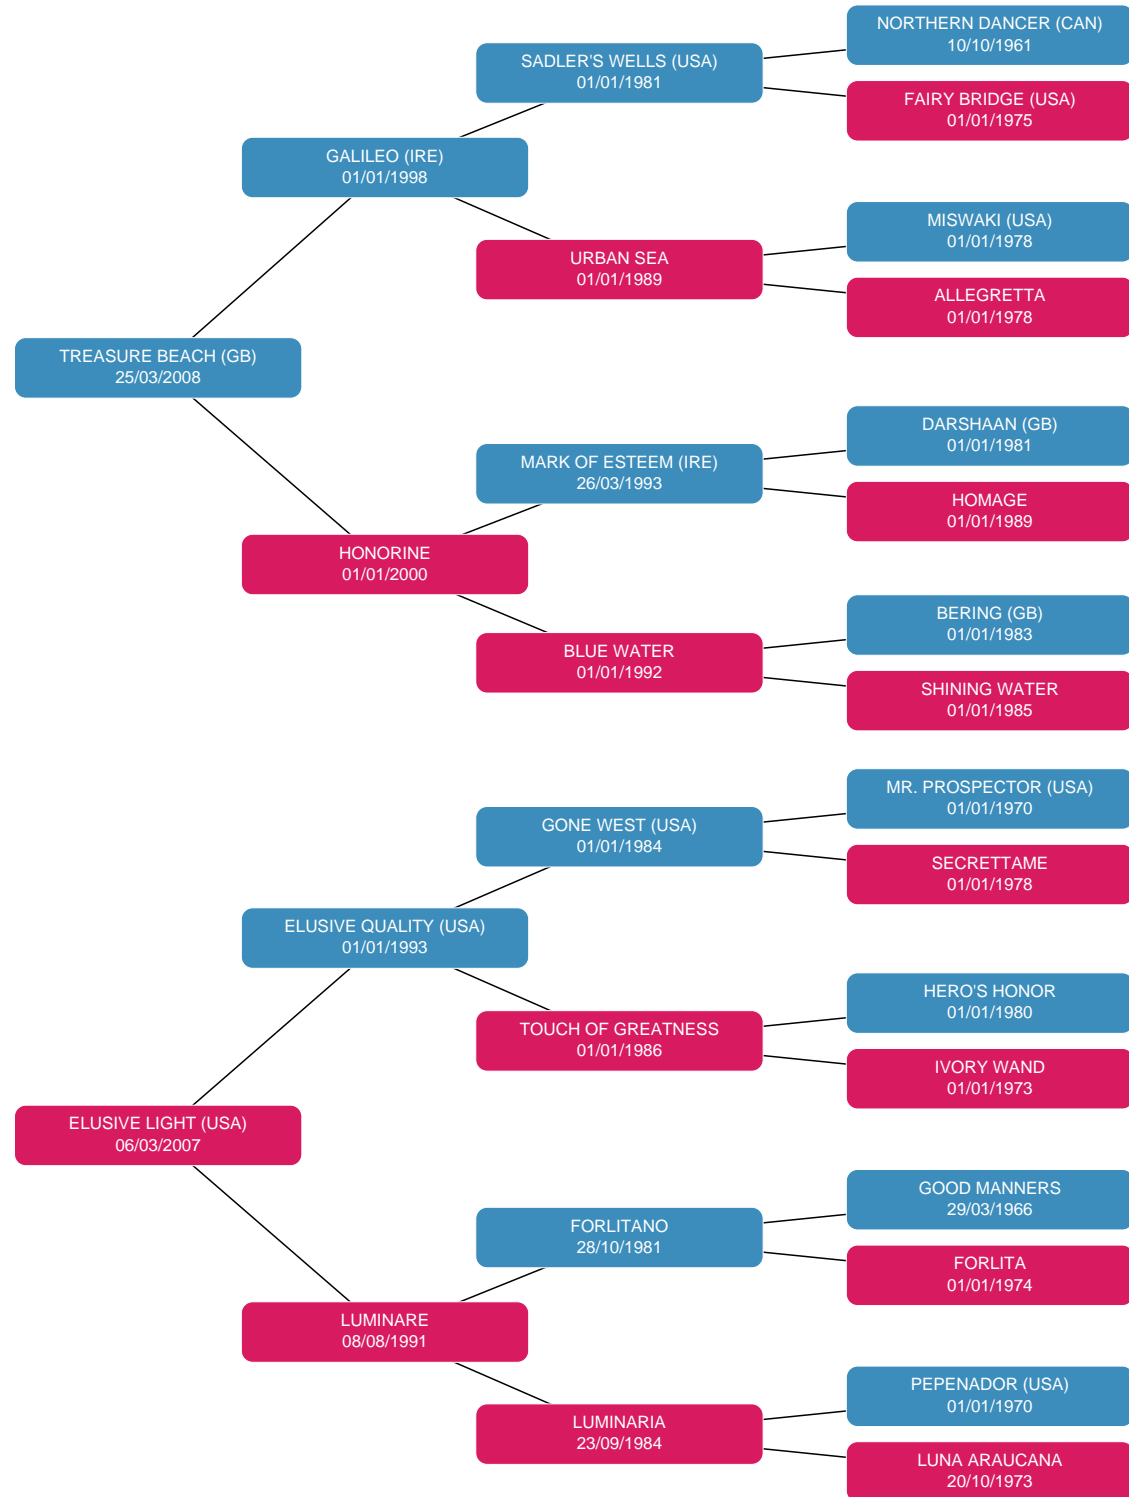 NORTHERN DANCER (CAN)
10/10/1961
SADLER'S WELLS (USA)
01/01/1981
FAIRY BRIDGE (USA)
01/01/1975
GALILEO (IRE)
01/01/1998
MISWAKI (USA)
01/01/1978
URBAN SEA
01/01/1989
ALLEGRETTA
01/01/1978
TREASURE BEACH (GB)
25/03/2008
DARSHAAN (GB)
01/01/1981
MARK OF ESTEEM (IRE)
26/03/1993
HOMAGE
01/01/1989
HONORINE
01/01/2000
BERING (GB)
01/01/1983
BLUE WATER
01/01/1992
SHINING WATER
01/01/1985
MR. PROSPECTOR (USA)
01/01/1970
GONE WEST (USA)
01/01/1984
SECRETTAME
01/01/1978
ELUSIVE QUALITY (USA)
01/01/1993
HERO'S HONOR
01/01/1980
TOUCH OF GREATNESS
01/01/1986
IVORY WAND
01/01/1973
ELUSIVE LIGHT (USA)
06/03/2007
GOOD MANNERS
29/03/1966
FORLITANO
28/10/1981
FORLITA
01/01/1974
LUMINARE
08/08/1991
PEPENADOR (USA)
01/01/1970
LUMINARIA
23/09/1984
LUNA ARAUCANA
20/10/1973